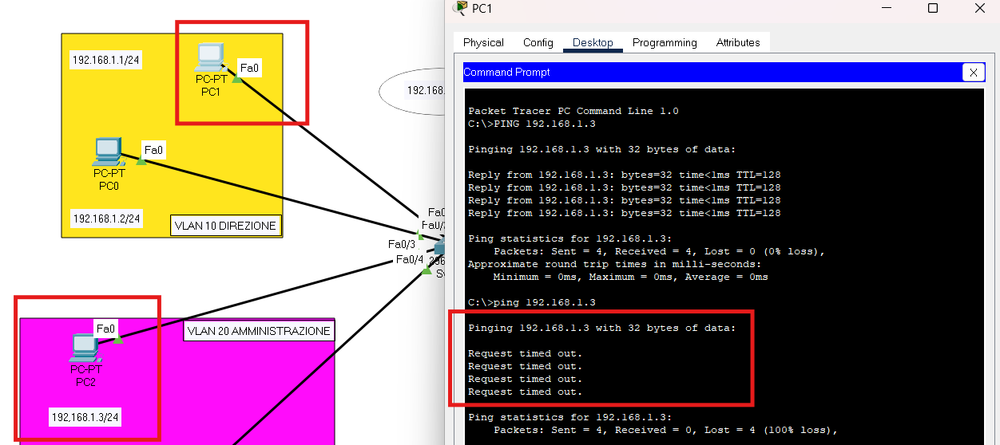 192.168.1.1/24
Fa0
PC-PT
PC1
Fa0
PC-PT
PC0
192.168.1.2/24
VLAN 10 DIREZIONE
192.168.
Fa0/3
Fa0/4
Fa0
VLAN 20 AMMINISTRAZIONE
PC-PT
PC2
192,168.1.3/24
PC1
Physical Config Desktop Programming Attributes
Command Prompt
X
Packet Tracer PC Command Line 1.0
C:\>PING 192.168.1.3
Pinging 192.168.1.3 with 32 bytes of data:
Reply from 192.168.1.3: bytes=32 time<1ms TTL=128
Reply from 192.168.1.3: bytes=32 time<1ms TTL=128
Reply from 192.168.1.3: bytes=32 time<1ms TTL=128
Reply from 192.168.1.3: bytes=32 time<1ms TTL=128
Ping statistics for 192.168.1.3:
Packets: Sent = 4, Received = 4, Lost = 0 (0% loss),
Approximate round trip times in milli-seconds:
Minimum = 0ms, Maximum = 0ms, Average = 0ms
C:\>ping 192.168.1.3
Pinging 192.168.1.3 with 32 bytes of data:
Request timed out.
Request timed out.
Request timed out.
Request timed out.
Ping statistics for 192.168.1.3:
Packets: Sent = 4, Received = 0, Lost = 4 (100% loss),